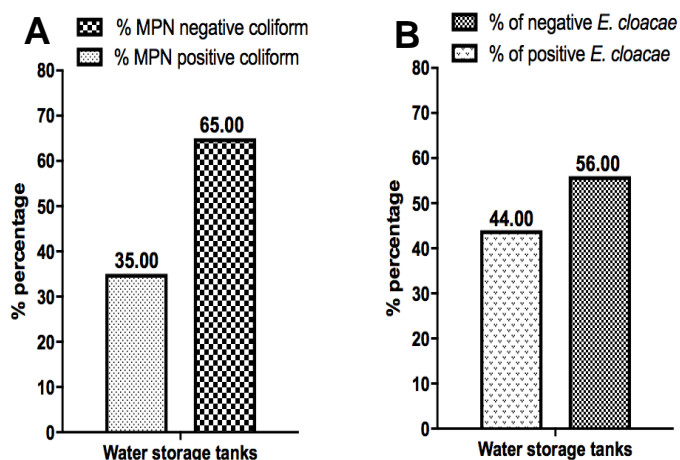 A
% MPN negative coliform
% MPN positive coliform
% percentage
80
70
60
50
40
30
20
10
0
35.00
65.00
Water storage tanks
B
% of negative E. cloacae
% of positive E. cloacae
% percentage
80
70
60
50
40
30
20
10
0
44.00
56.00
Water storage tanks